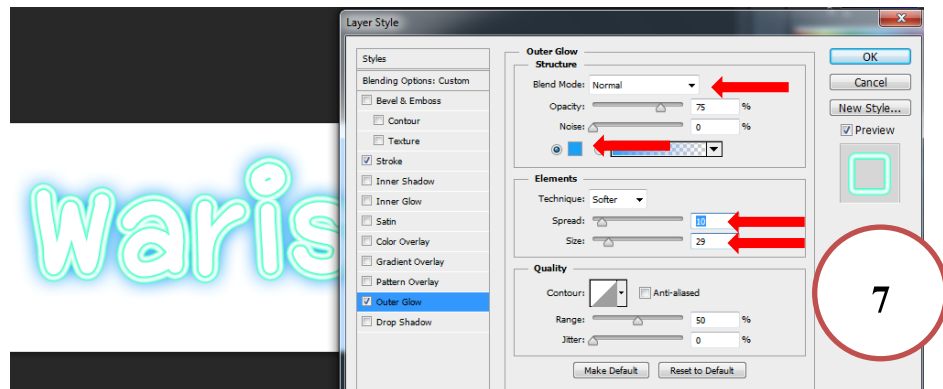 Layer Style
Styles
Blending Options: Custom
Bevel & Emboss
Contour
Texture
Stroke
Inner Shadow
Inner Glow
Satin
Color Overlay
Gradient Overlay
Pattern Overlay
Outer Glow
Drop Shadow
Outer Glow
Structure
Blend Mode: Normal
Opacity: 75 %
Noise: 0 %
Elements
Technique: Softer
Spread: 10
Size: 29
Quality
Contour: Anti-aliased
Range: 50 %
Jitter: 0 %
Make Default Reset to Default
OK
Cancel
New Style...
Preview
Waris
7